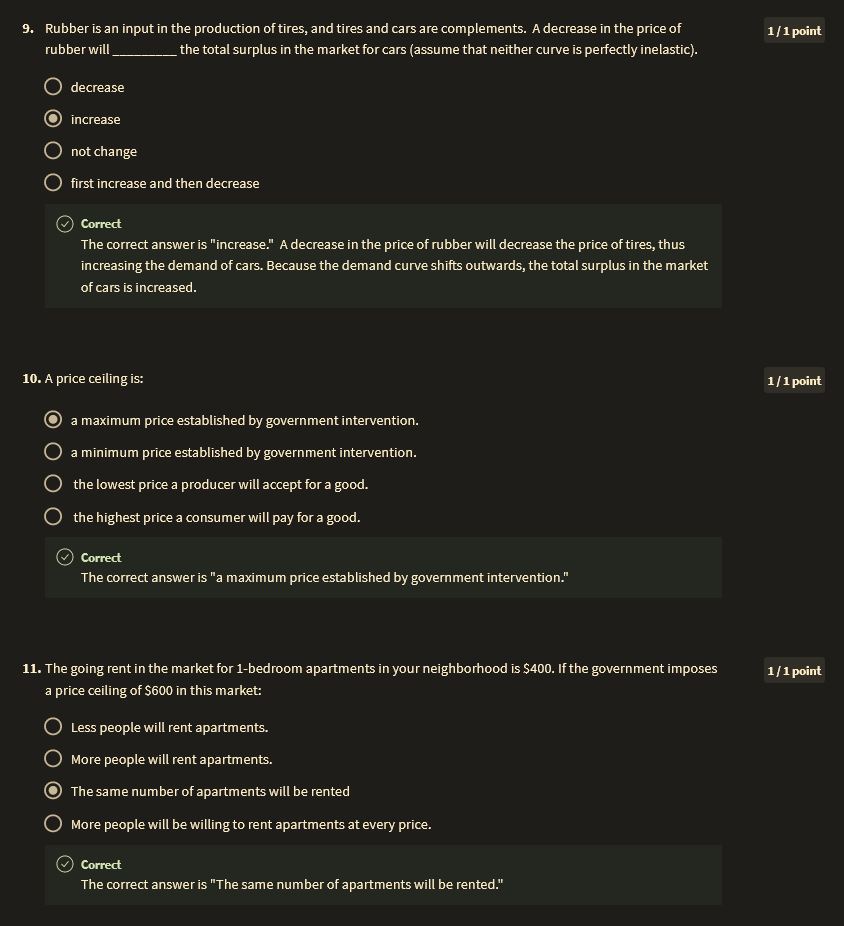 9. Rubber is an input in the production of tires, and tires and cars are complements. A decrease in the price of
1 / 1 point
rubber will _________ the total surplus in the market for cars (assume that neither curve is perfectly inelastic).
decrease
increase
not change
first increase and then decrease
Correct
The correct answer is "increase." A decrease in the price of rubber will decrease the price of tires, thus
increasing the demand of cars. Because the demand curve shifts outwards, the total surplus in the market
of cars is increased.
10. A price ceiling is:
1 / 1 point
a maximum price established by government intervention.
a minimum price established by government intervention.
the lowest price a producer will accept for a good.
the highest price a consumer will pay for a good.
Correct
The correct answer is "a maximum price established by government intervention."
11. The going rent in the market for 1-bedroom apartments in your neighborhood is $400. If the government imposes
1 / 1 point
a price ceiling of $600 in this market:
Less people will rent apartments.
More people will rent apartments.
The same number of apartments will be rented
More people will be willing to rent apartments at every price.
Correct
The correct answer is "The same number of apartments will be rented."